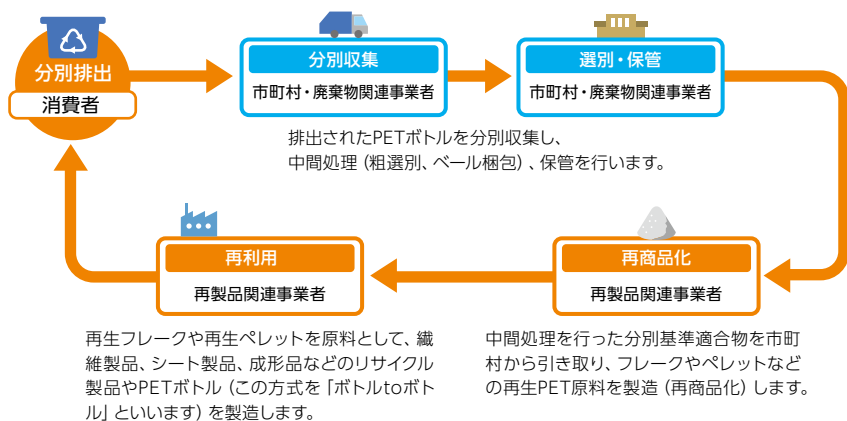 分別排出
消費者
分別収集
市町村・廃棄物関連事業者
選別・保管
市町村・廃棄物関連事業者
排出されたPETボトルを分別収集し、
中間処理（粗選別、ベール梱包）、保管を行います。
再利用
再製品関連事業者
再商品化
再製品関連事業者
再生フレークや再生ペレットを原料として、繊
維製品、シート製品、成形品などのリサイクル
製品やPETボトル（この方式を「ボトルtoボト
ル」といいます）を製造します。
中間処理を行った分別基準適合物を市町
村から引き取り、フレークやペレットなど
の再生PET原料を製造（再商品化）します。